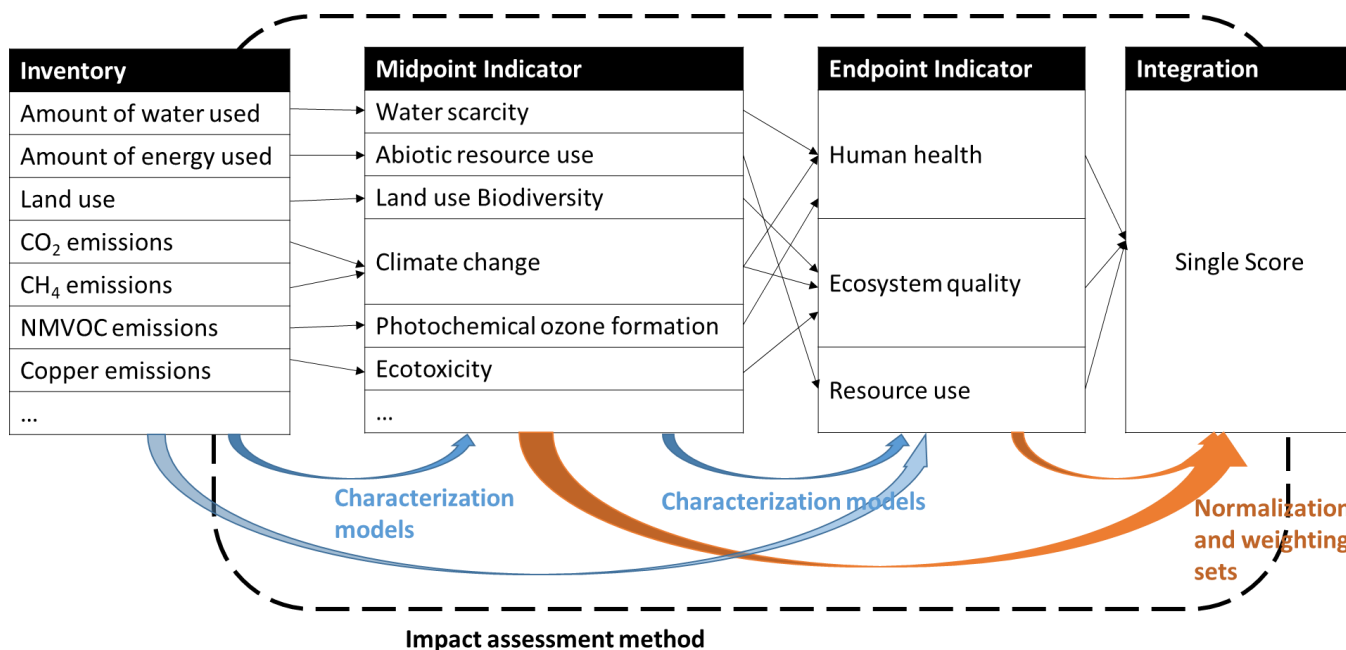 Inventory
Amount of water used
Amount of energy used
Land use
CO₂ emissions
CH₄ emissions
NMVOC emissions
Copper emissions
...
Midpoint Indicator
Water scarcity
Abiotic resource use
Land use Biodiversity
Climate change
Photochemical ozone formation
Ecotoxicity
...
Endpoint Indicator
Human health
Ecosystem quality
Resource use
Integration
Single Score
Characterization
models
Characterization models
Normalization
and weighting
sets
Impact assessment method